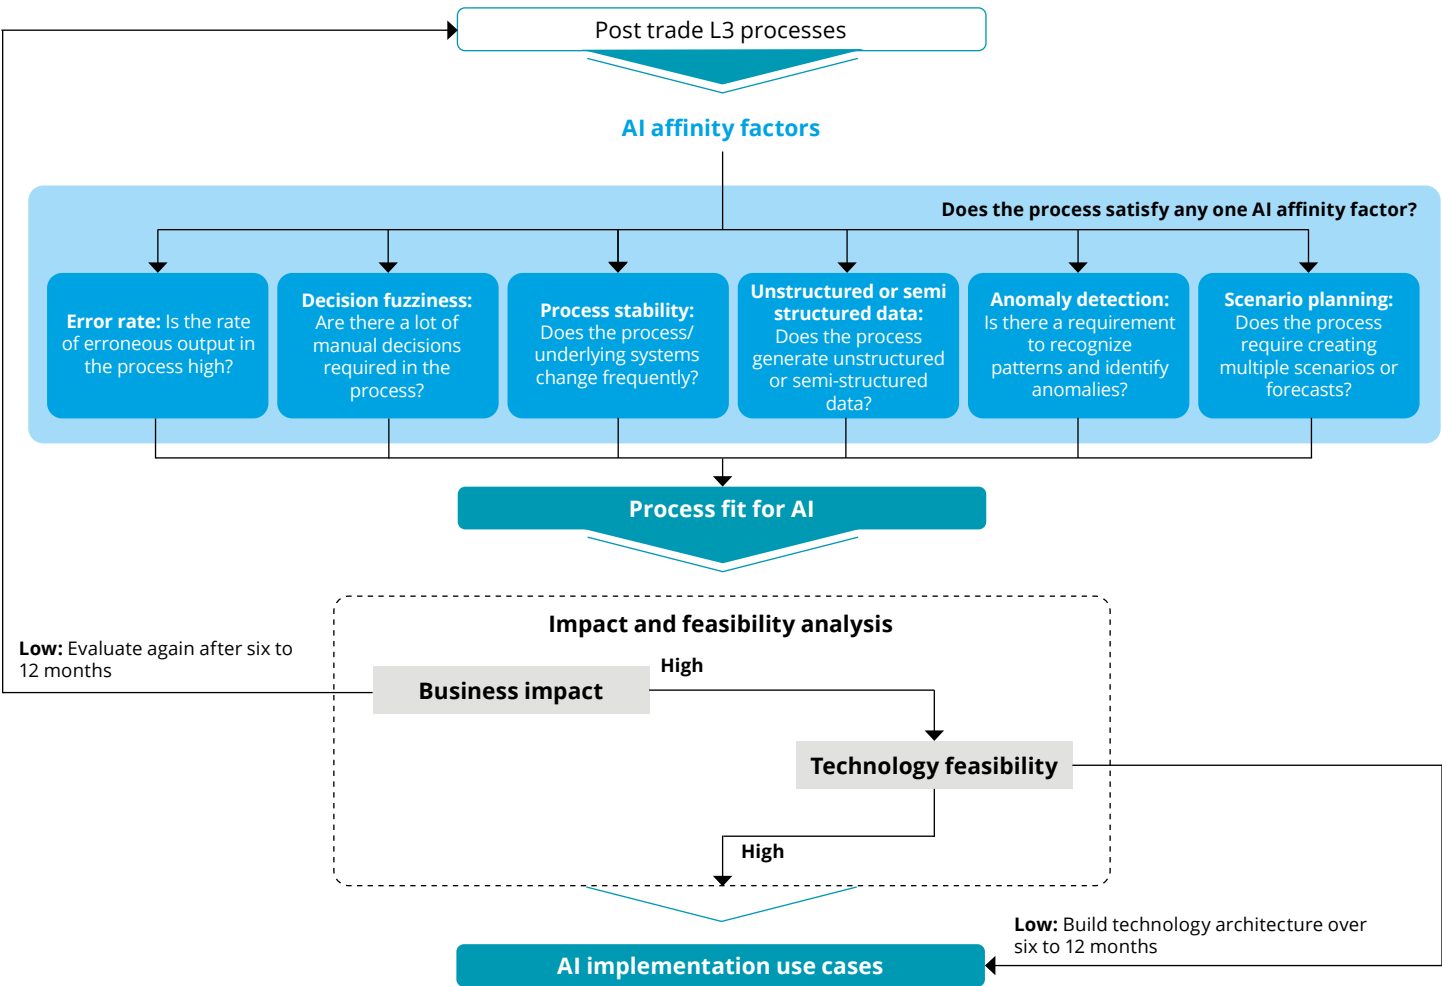 Post trade L3 processes
AI affinity factors
Does the process satisfy any one AI affinity factor?
Error rate: Is the rate
of erroneous output in
the process high?
Decision fuzziness:
Are there a lot of
manual decisions
required in the
process?
Process stability:
Does the process/
underlying systems
change frequently?
Unstructured or semi
structured data:
Does the process
generate unstructured
or semi-structured
data?
Anomaly detection:
Is there a requirement
to recognize
patterns and identify
anomalies?
Scenario planning:
Does the process
require creating
multiple scenarios or
forecasts?
Process fit for AI
Impact and feasibility analysis
Low: Evaluate again after six to
12 months
Business impact
High
Technology feasibility
High
Low: Build technology architecture over
six to 12 months
AI implementation use cases